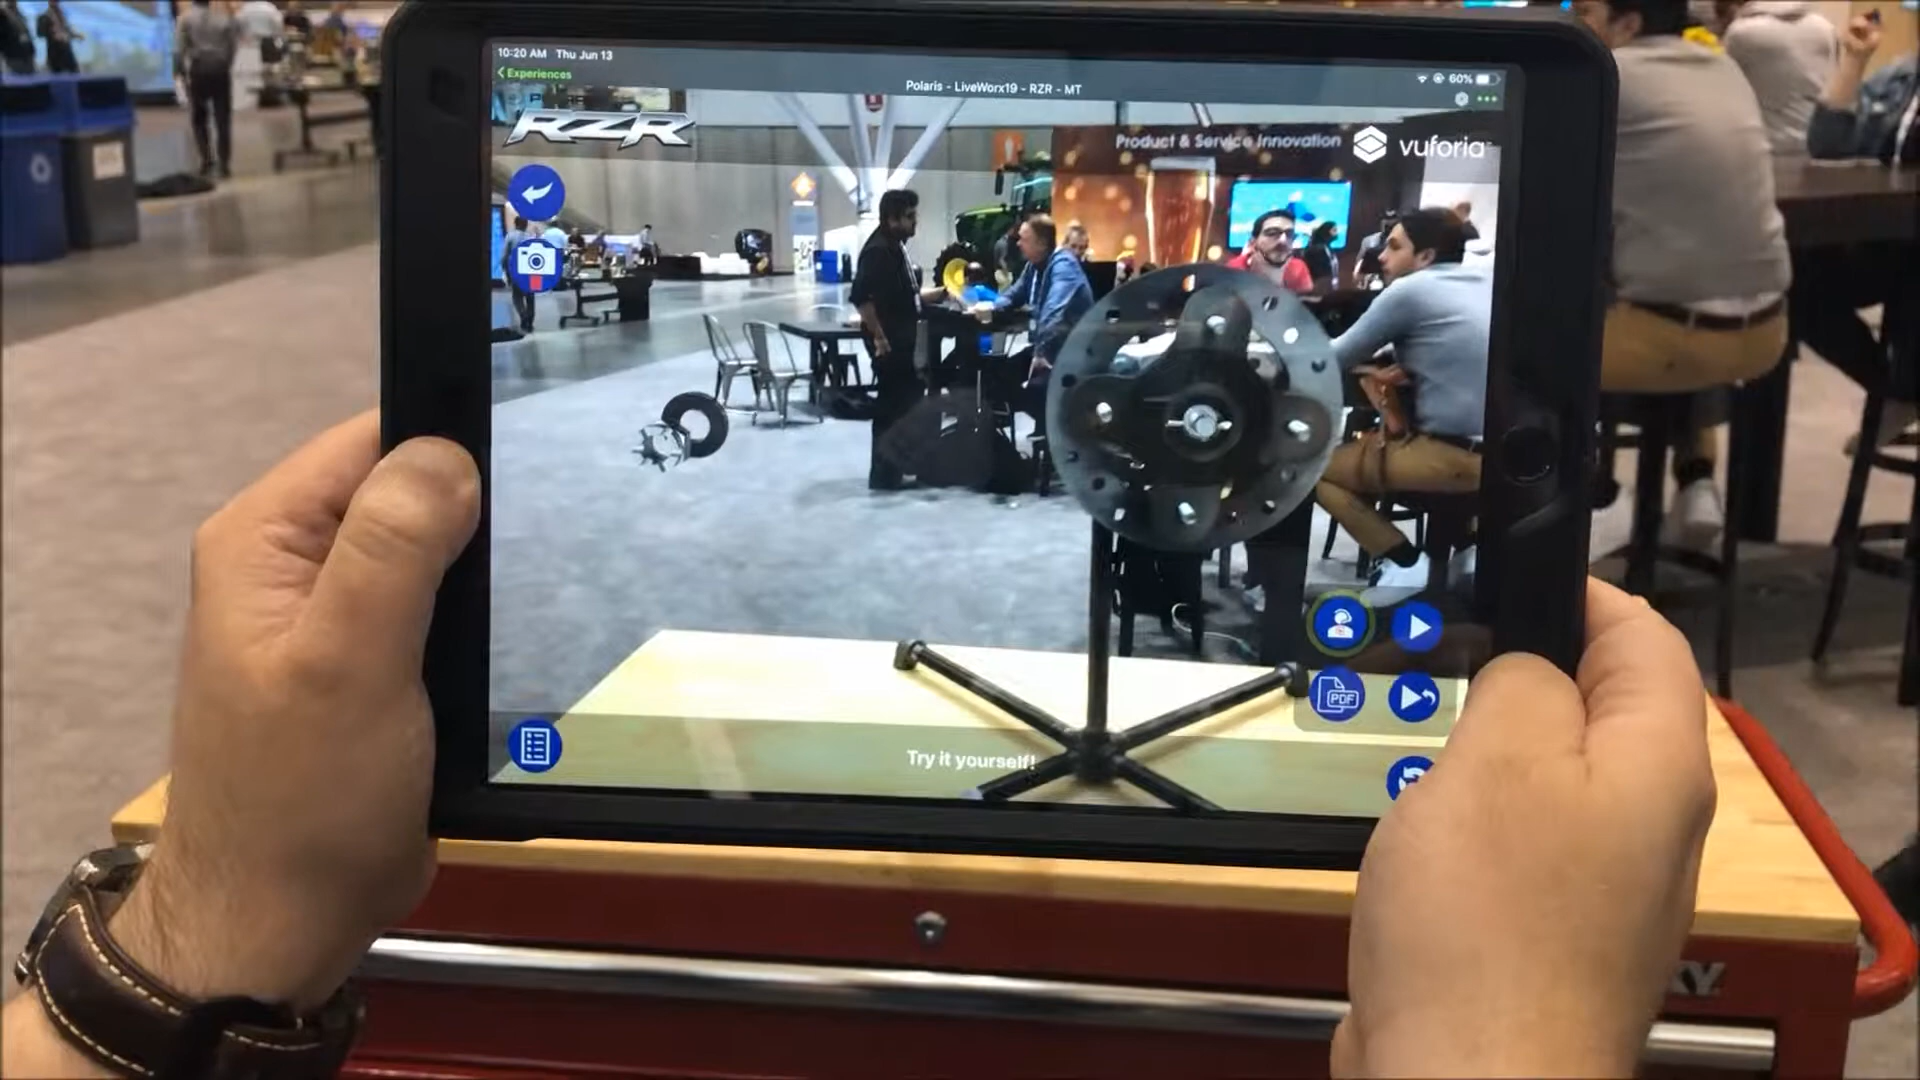 10:20 AM Thu Jun 13
60%
Experiences
Polaris - LiveWorx19 - RZR - MT
RZR
Product & Service Innovation
vuforia
PDF
Try it yourself!